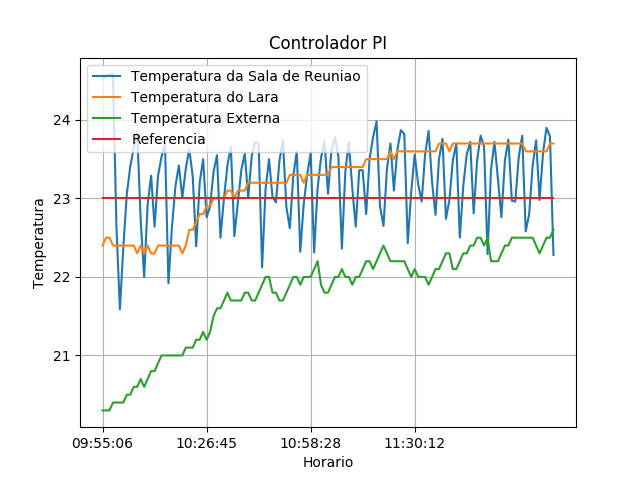 Controlador PI
Temperatura da Sala de Reuniao
Temperatura do Lara
Temperatura Externa
Referencia
24
23
22
21
Temperatura
09:55:06
10:26:45
10:58:28
11:30:12
Horario